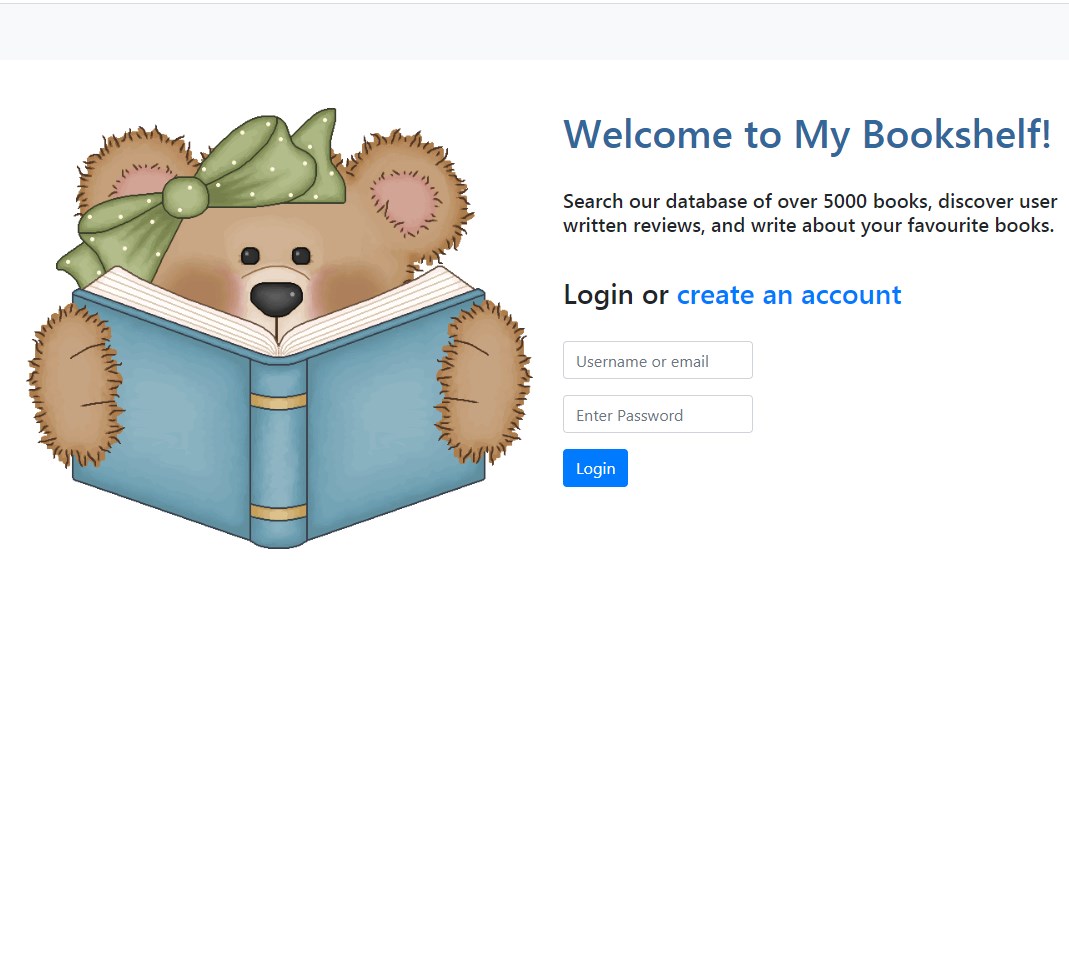 Welcome to My Bookshelf!
Search our database of over 5000 books, discover user
written reviews, and write about your favourite books.
Login or create an account
Username or email
Enter Password
Login